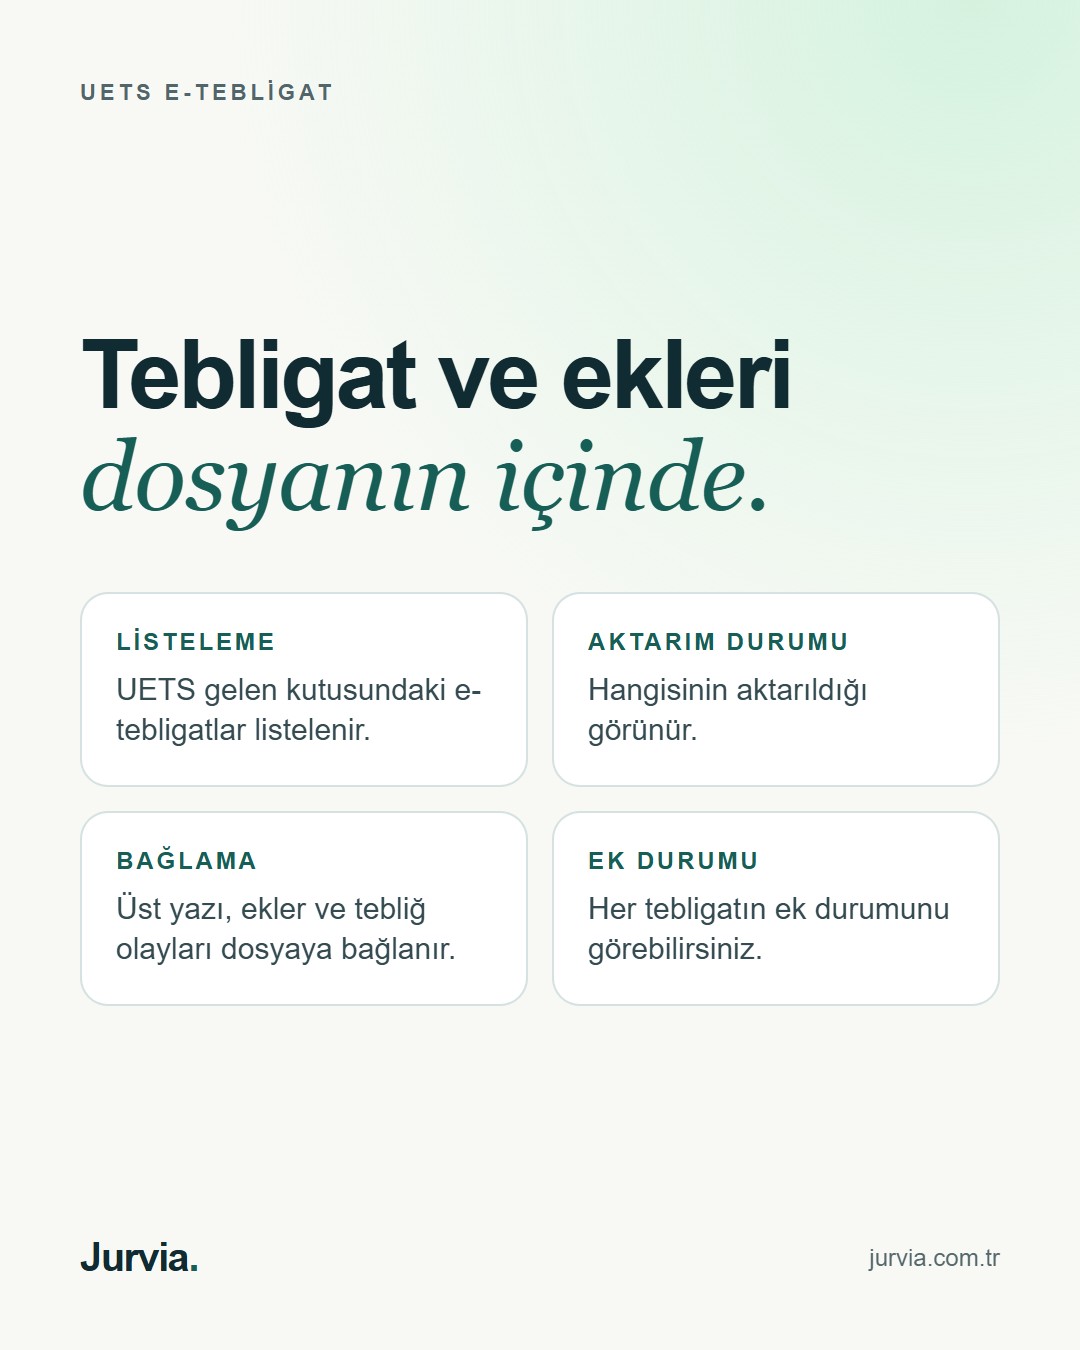 UETS E-TEBLİGAT
Tebligat ve ekleri
dosyanın içinde.
LİSTELEME
UETS gelen kutusundaki e-
tebligatlar listelenir.
AKTARIM DURUMU
Hangisinin aktarıldığı
görünür.
BAĞLAMA
Üst yazı, ekler ve tebliğ
olayları dosyaya bağlanır.
EK DURUMU
Her tebligatın ek durumunu
görebilirsiniz.
Jurvia.
jurvia.com.tr